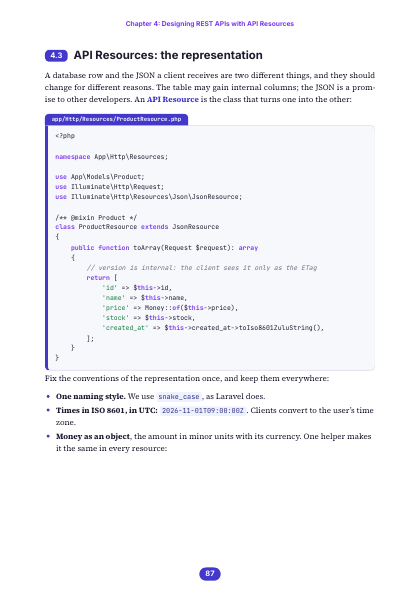 Chapter 4: Designing REST APIs with API Resources
4.3 API Resources: the representation
A database row and the JSON a client receives are two different things, and they should
change for different reasons. The table may gain internal columns; the JSON is a prom-
ise to other developers. An API Resource is the class that turns one into the other:
app/Http/Resources/ProductResource.php
<?php
namespace App\Http\Resources;
use App\Models\Product;
use Illuminate\Http\Request;
use Illuminate\Http\Resources\Json\JsonResource;
/** @mixin Product */
class ProductResource extends JsonResource
{
    public function toArray(Request $request): array
    {
        // version is internal: the client sees it only as the ETag
        return [
            'id' => $this->id,
            'name' => $this->name,
            'price' => Money::of($this->price),
            'stock' => $this->stock,
            'created_at' => $this->created_at->toIso8601ZuluString(),
        ];
    }
}
Fix the conventions of the representation once, and keep them everywhere:
• One naming style. We use snake_case, as Laravel does.
• Times in ISO 8601, in UTC: 2026-11-01T09:00:00Z. Clients convert to the user's time
zone.
• Money as an object, the amount in minor units with its currency. One helper makes
it the same in every resource:
87